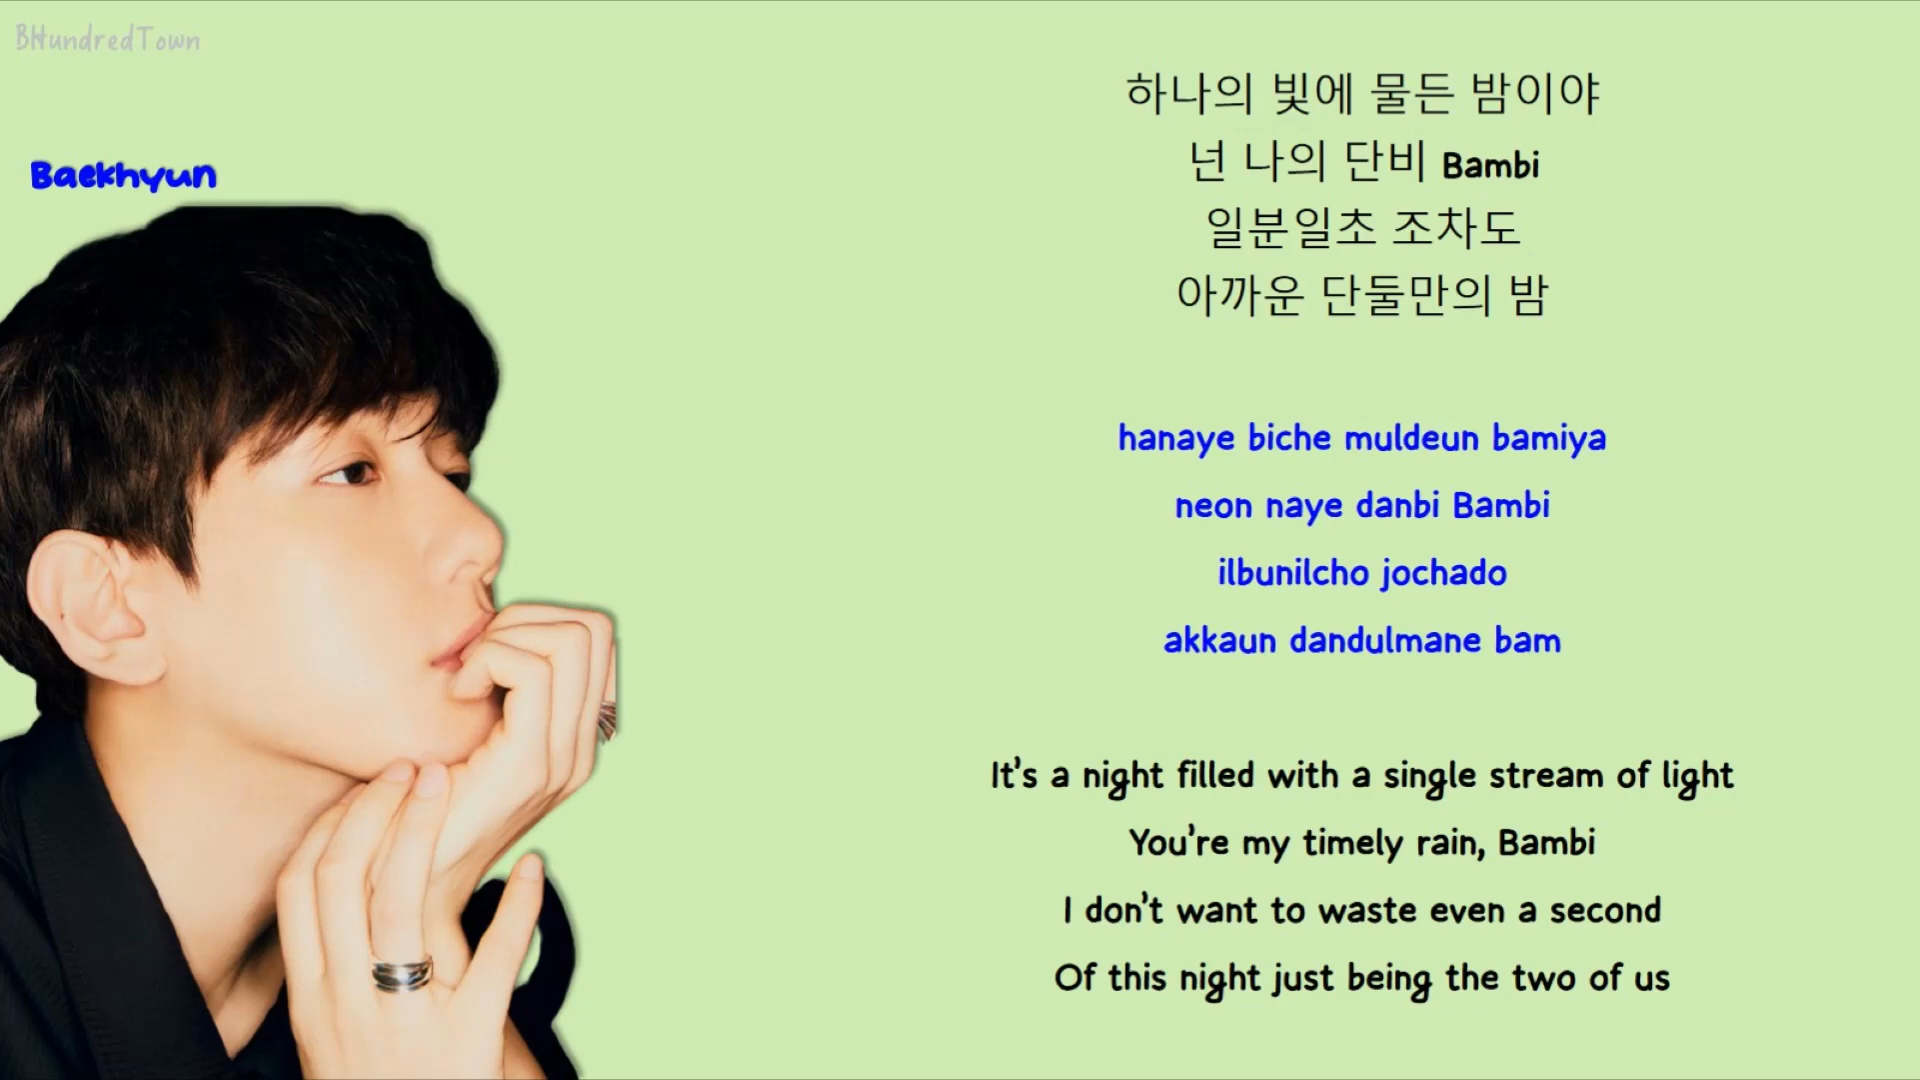 BHundredTown
Baekhyun
하나의 빛에 물든 밤이야
넌 나의 단비 Bambi
일분일초 조차도
아까운 단둘만의 밤
hanaye biche muldeun bamiya
neon naye danbi Bambi
ilbunilcho jochado
akkaun dandulmane bam
It's a night filled with a single stream of light
You're my timely rain, Bambi
I don't want to waste even a second
Of this night just being the two of us